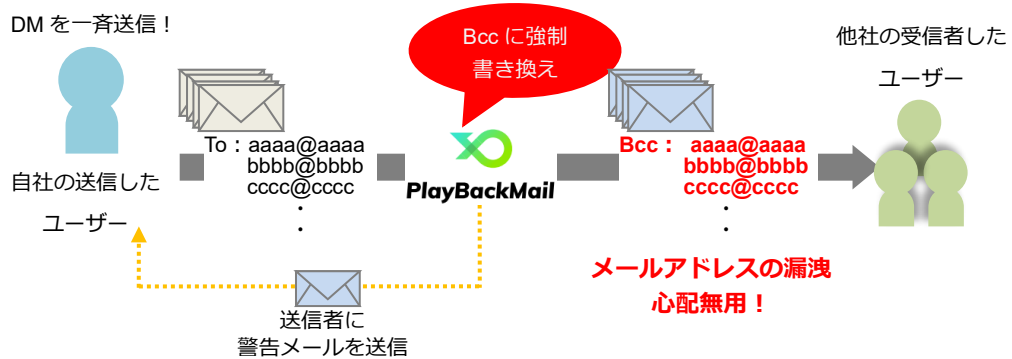 DM を一斉送信！
自社の送信した
ユーザー
To：aaaa@aaaa
bbbb@bbbb
cccc@cccc
・
・
Bcc に強制
書き換え
PlayBackMail
送信者に
警告メールを送信
Bcc： aaaa@aaaa
bbbb@bbbb
cccc@cccc
・
・
メールアドレスの漏洩
心配無用！
他社の受信者した
ユーザー